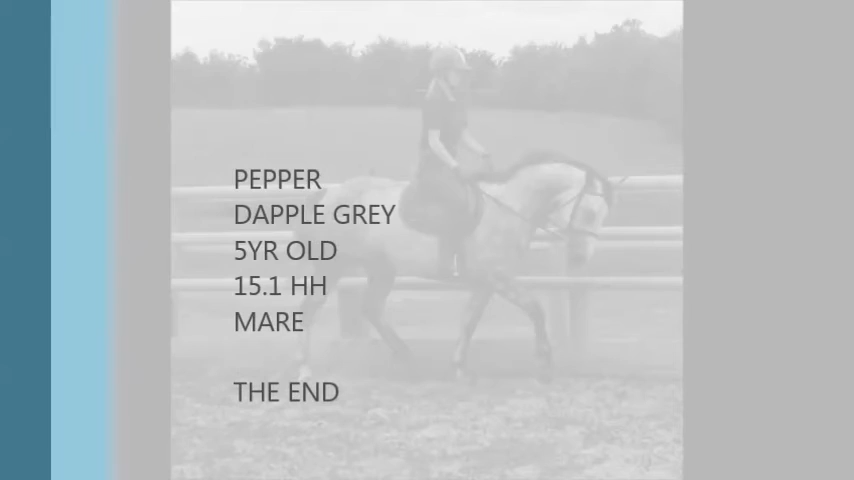 PEPPER
DAPPLE GREY
5YR OLD
15.1 HH
MARE
THE END